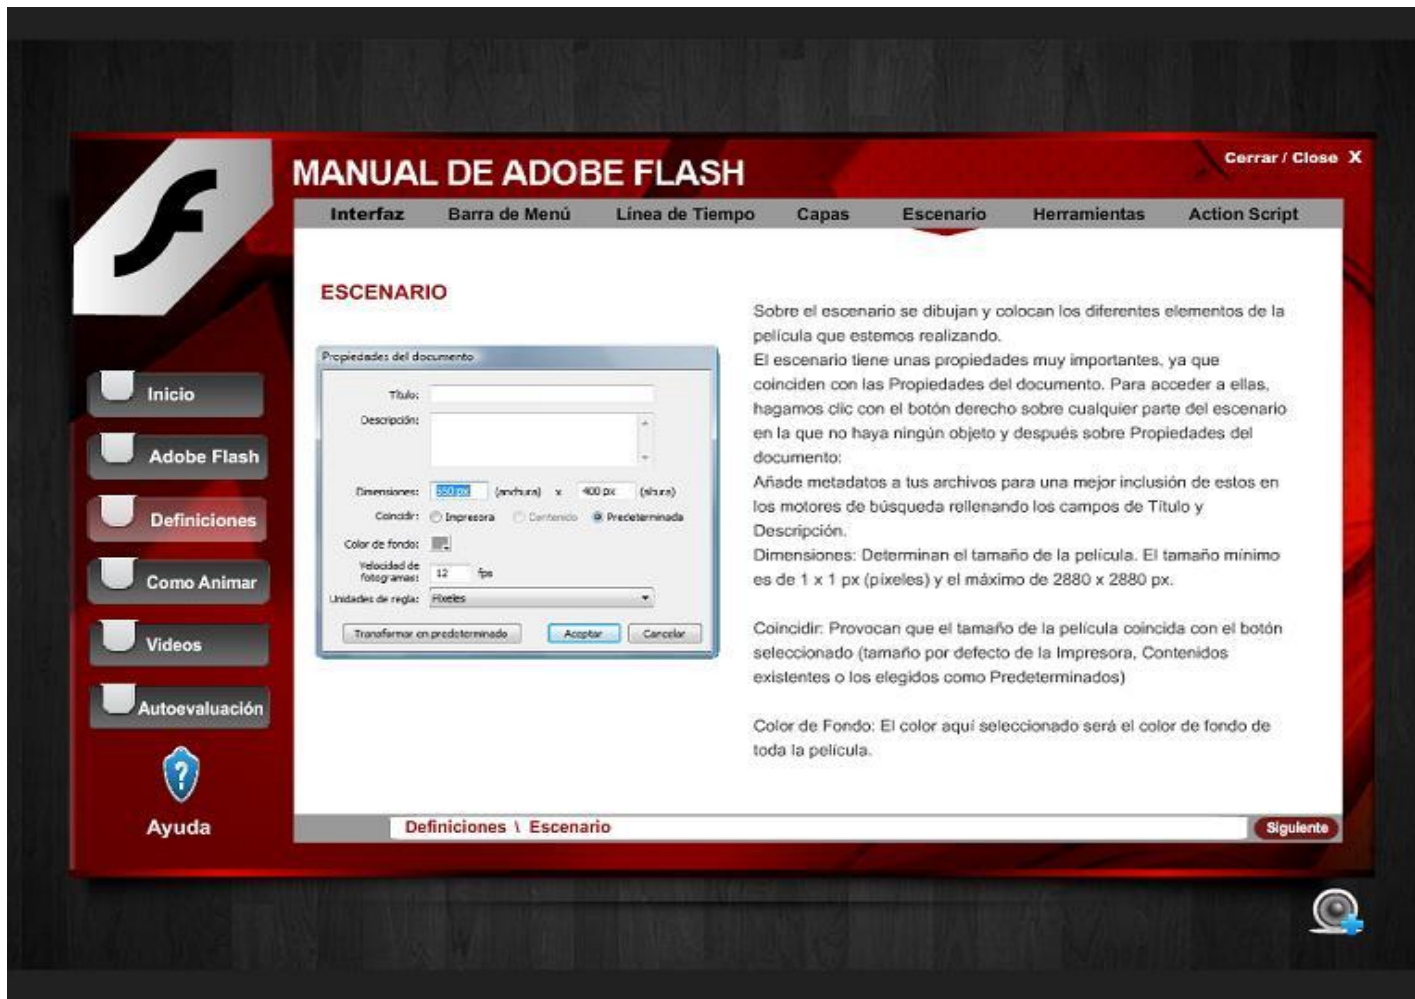 MANUAL DE ADOBE FLASH
Cerrar / Close X
Interfaz Barra de Menú Línea de Tiempo Capas Escenario Herramientas Action Script
Inicio
Adobe Flash
Definiciones
Como Animar
Videos
Autoevaluación
Ayuda
ESCENARIO
Propiedades del documento
Título:
Descripción:
Dimensiones: 550 px (anchura) x 400 px (altura)
Coincidir: Impresora Contenido Predeterminada
Color de fondo:
Velocidad de
fotogramas: 12 fps
Unidades de regla: Píxeles
Transformar en predeterminado Aceptar Cancelar
Sobre el escenario se dibujan y colocan los diferentes elementos de la
película que estemos realizando.
El escenario tiene unas propiedades muy importantes, ya que
coinciden con las Propiedades del documento. Para acceder a ellas,
hagamos clic con el botón derecho sobre cualquier parte del escenario
en la que no haya ningún objeto y después sobre Propiedades del
documento:
Añade metadatos a tus archivos para una mejor inclusión de estos en
los motores de búsqueda rellenando los campos de Título y
Descripción.
Dimensiones: Determinan el tamaño de la película. El tamaño mínimo
es de 1 x 1 px (píxeles) y el máximo de 2880 x 2880 px.
Coincidir: Provocan que el tamaño de la película coincida con el botón
seleccionado (tamaño por defecto de la Impresora, Contenidos
existentes o los elegidos como Predeterminados)
Color de Fondo: El color aquí seleccionado será el color de fondo de
toda la película.
Definiciones \ Escenario
Siguiente